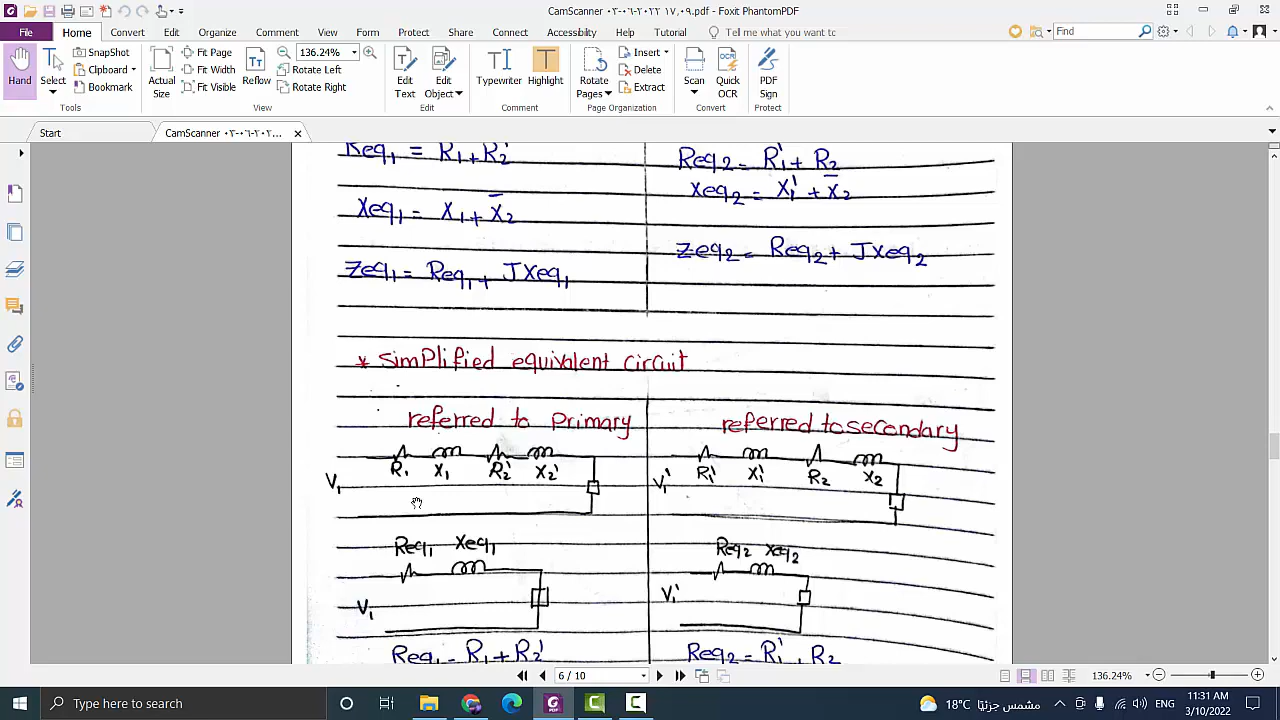 CamScanner ٠٣-٠٦-٢٠٢٢ ١٧,٠٩.pdf - Foxit PhantomPDF
File Home Convert Edit Organize Comment View Form Protect Share Connect Accessibility Help Tutorial Tell me what you want to Find
Hand Select SnapShot Clipboard Bookmark
Actual Size Fit Page Fit Width Fit Visible Reflow 136.24% Rotate Left Rotate Right
Edit Text Edit Object Typewriter Highlight
Rotate Pages Insert Delete Extract
Scan Quick OCR PDF Sign
Tools View Edit Comment Page Organization Convert Protect
Start CamScanner ٠٣-٠٦-٢٠٢...
Req1 = R1+R2'
Xeq1 = X1+X̄2
Zeq1 = Req1 + JXeq1
Req2 = R1' + R2
Xeq2 = X1' + X̄2
Zeq2 = Req2 + JXeq2
* Simplified equivalent circuit
referred to Primary
R1 X1 R2' X2'
V1
Req1 Xeq1
V1
Req1 = R1 + R2'
referred to secondary
R1' X1' R2 X2
V1'
Req2 Xeq2
V1'
Req2 = R1' + R2
6 / 10
136.24%
Type here to search
18°C مشمس جزئيًا
ENG
11:31 AM
3/10/2022